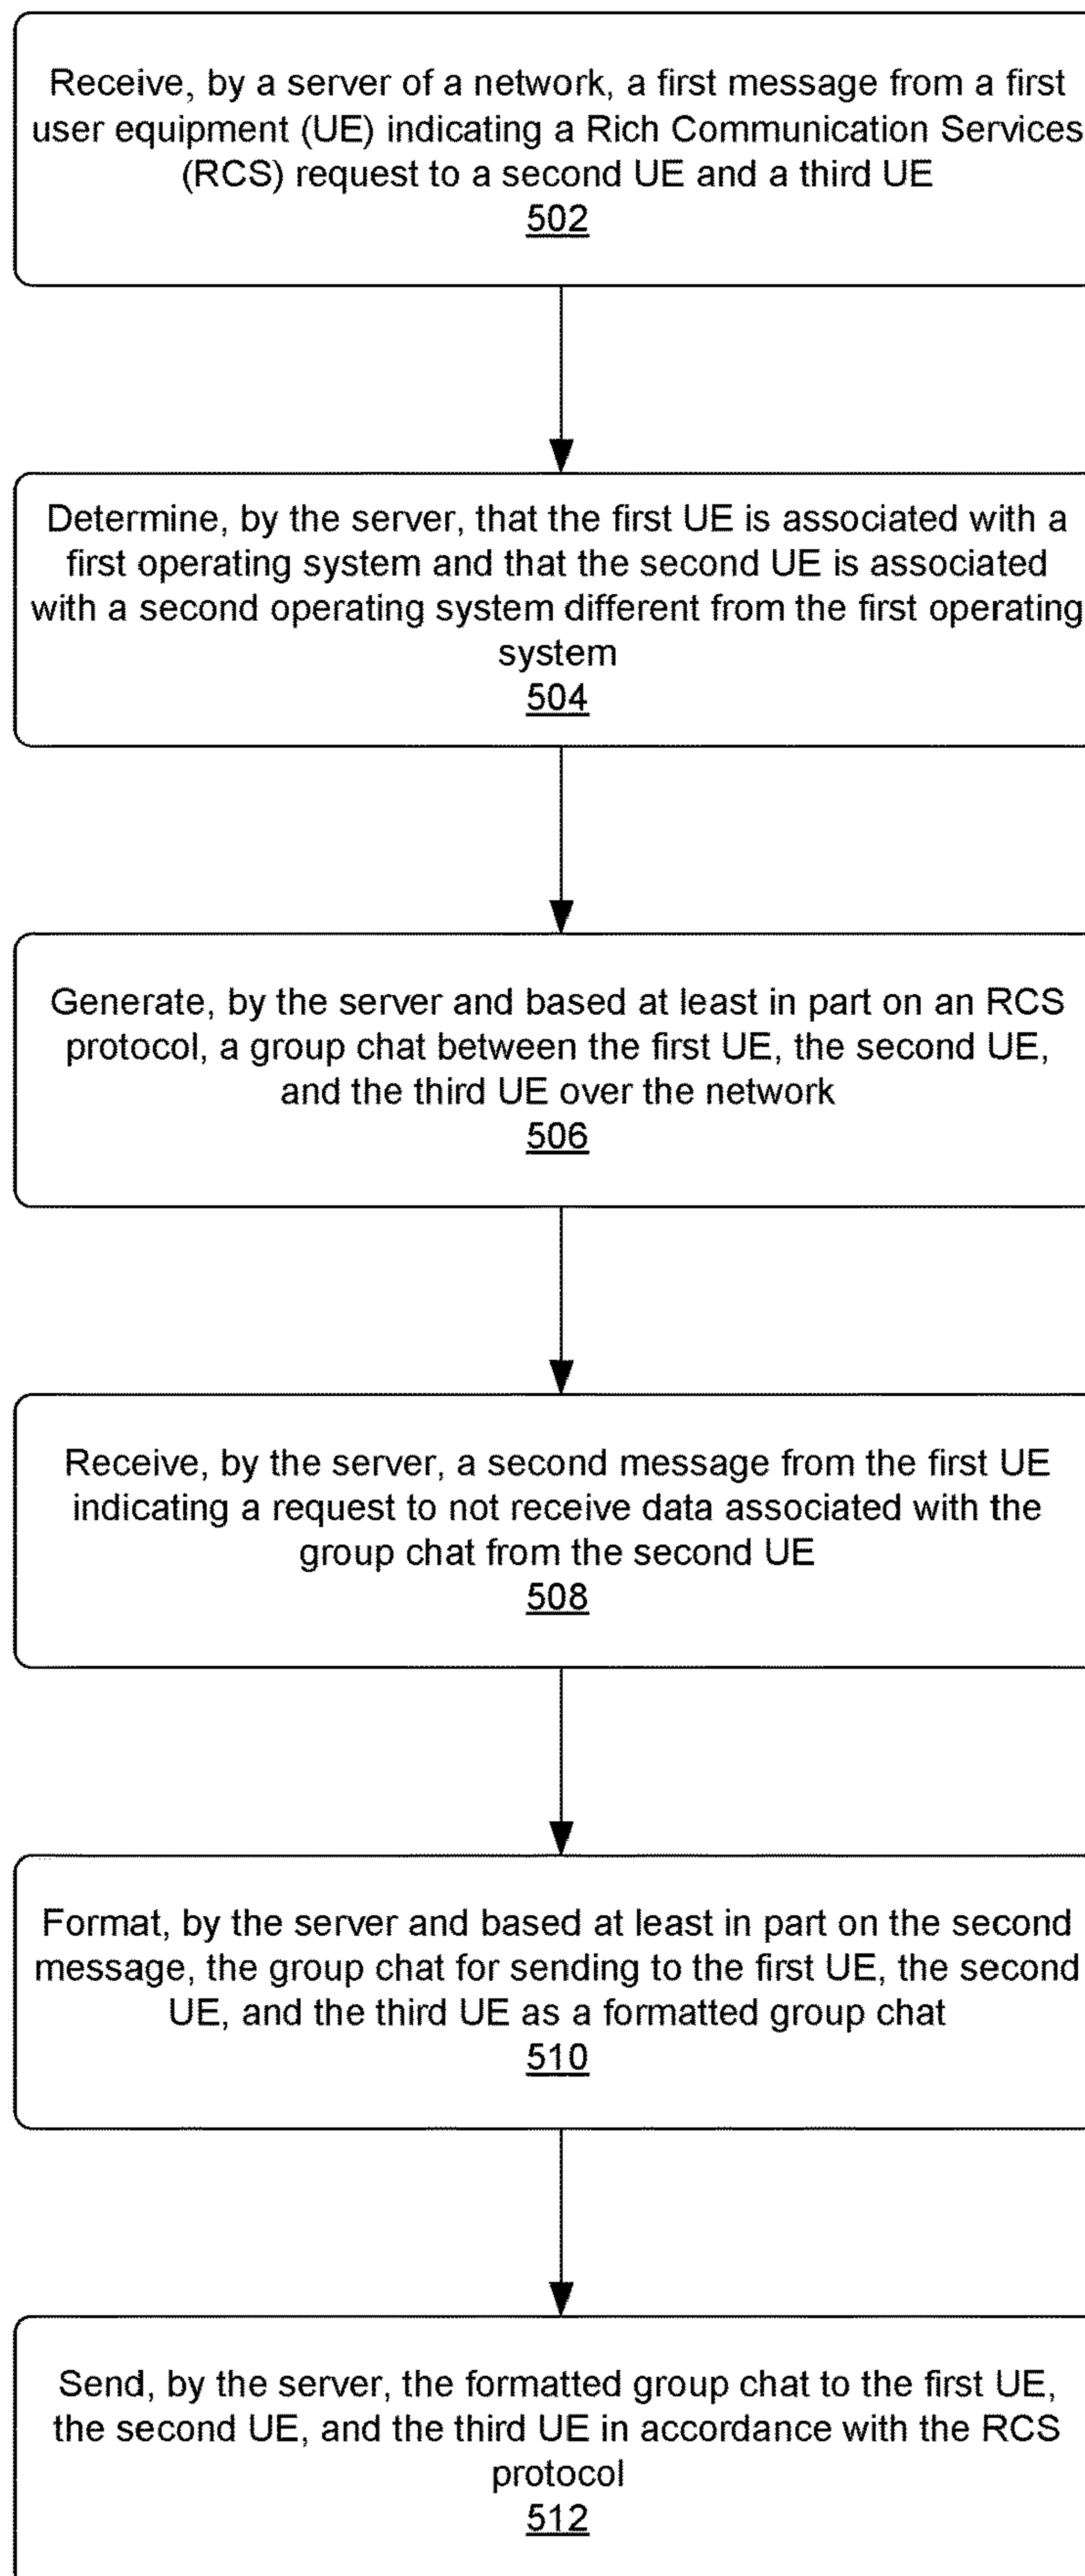 Receive, by a server of a network, a first message from a first
user equipment (UE) indicating a Rich Communication Services
(RCS) request to a second UE and a third UE
502
Determine, by the server, that the first UE is associated with a
first operating system and that the second UE is associated
with a second operating system different from the first operating
system
504
Generate, by the server and based at least in part on an RCS
protocol, a group chat between the first UE, the second UE,
and the third UE over the network
506
Receive, by the server, a second message from the first UE
indicating a request to not receive data associated with the
group chat from the second UE
508
Format, by the server and based at least in part on the second
message, the group chat for sending to the first UE, the second
UE, and the third UE as a formatted group chat
510
Send, by the server, the formatted group chat to the first UE,
the second UE, and the third UE in accordance with the RCS
protocol
512